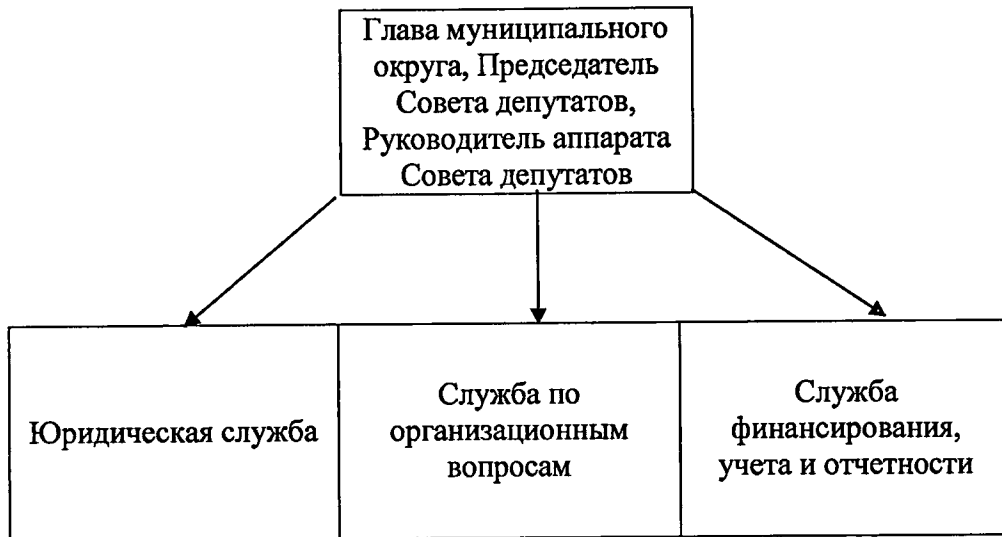 Глава муниципального
округа, Председатель
Совета депутатов,
Руководитель аппарата
Совета депутатов
Юридическая служба
Служба по
организационным
вопросам
Служба
финансирования,
учета и отчетности